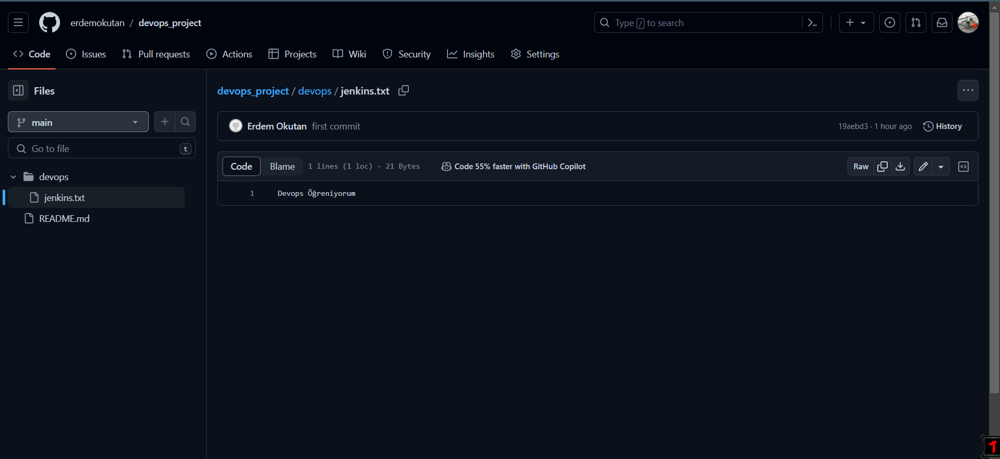 erdemokutan / devops_project
Type / to search
Code Issues Pull requests Actions Projects Wiki Security Insights Settings
Files
main
Go to file t
devops
jenkins.txt
README.md
devops_project / devops / jenkins.txt
Erdem Okutan first commit
19aebd3 · 1 hour ago History
Code Blame 1 lines (1 loc) · 21 Bytes Code 55% faster with GitHub Copilot
Raw
1 Devops Öğreniyorum
1